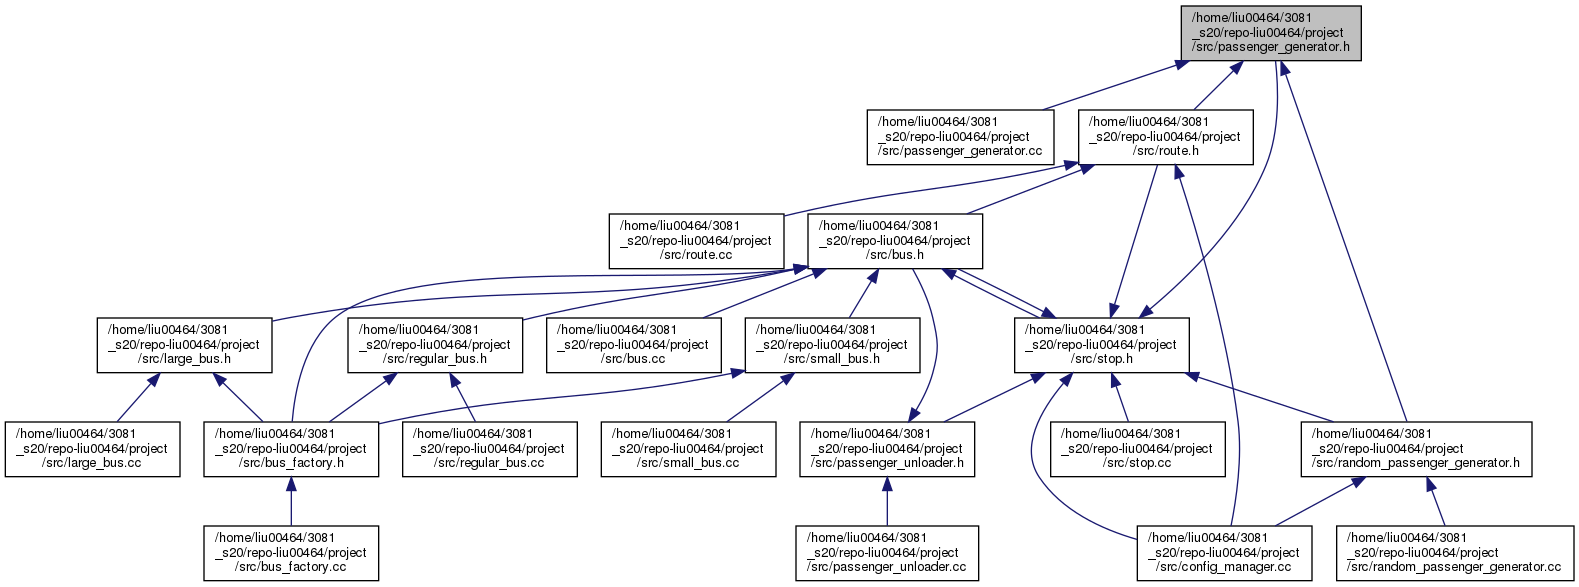 /home/liu00464/3081
_s20/repo-liu00464/project
/src/passenger_generator.h
/home/liu00464/3081
_s20/repo-liu00464/project
/src/passenger_generator.cc
/home/liu00464/3081
_s20/repo-liu00464/project
/src/route.h
/home/liu00464/3081
_s20/repo-liu00464/project
/src/route.cc
/home/liu00464/3081
_s20/repo-liu00464/project
/src/bus.h
/home/liu00464/3081
_s20/repo-liu00464/project
/src/large_bus.h
/home/liu00464/3081
_s20/repo-liu00464/project
/src/regular_bus.h
/home/liu00464/3081
_s20/repo-liu00464/project
/src/bus.cc
/home/liu00464/3081
_s20/repo-liu00464/project
/src/small_bus.h
/home/liu00464/3081
_s20/repo-liu00464/project
/src/stop.h
/home/liu00464/3081
_s20/repo-liu00464/project
/src/large_bus.cc
/home/liu00464/3081
_s20/repo-liu00464/project
/src/bus_factory.h
/home/liu00464/3081
_s20/repo-liu00464/project
/src/regular_bus.cc
/home/liu00464/3081
_s20/repo-liu00464/project
/src/small_bus.cc
/home/liu00464/3081
_s20/repo-liu00464/project
/src/passenger_unloader.h
/home/liu00464/3081
_s20/repo-liu00464/project
/src/stop.cc
/home/liu00464/3081
_s20/repo-liu00464/project
/src/random_passenger_generator.h
/home/liu00464/3081
_s20/repo-liu00464/project
/src/bus_factory.cc
/home/liu00464/3081
_s20/repo-liu00464/project
/src/passenger_unloader.cc
/home/liu00464/3081
_s20/repo-liu00464/project
/src/config_manager.cc
/home/liu00464/3081
_s20/repo-liu00464/project
/src/random_passenger_generator.cc